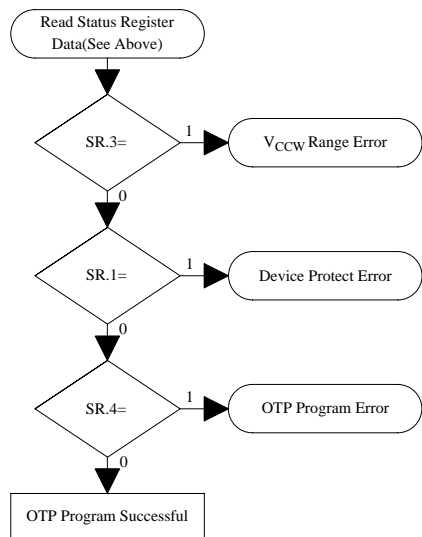 Read Status Register
Data(See Above)
SR.3=
1
VCCW Range Error
0
SR.1=
1
Device Protect Error
0
SR.4=
1
OTP Program Error
0
OTP Program Successful